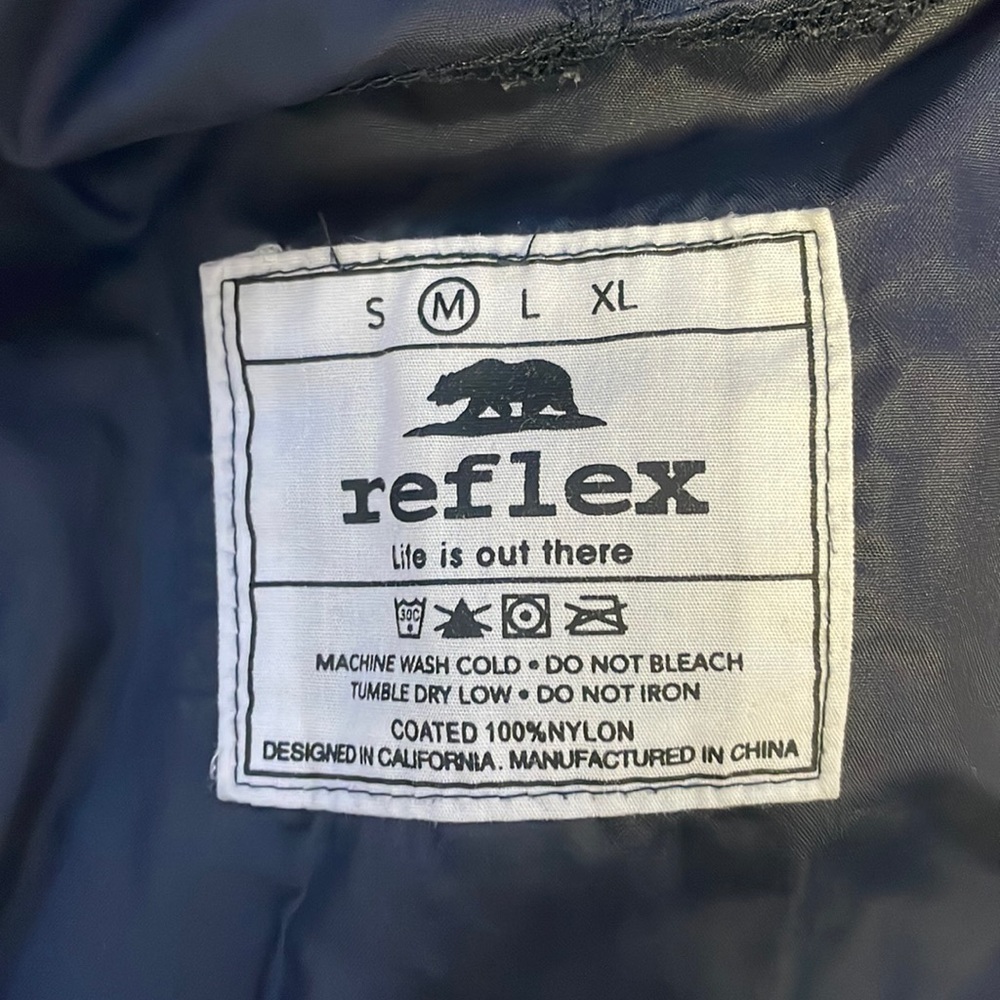 S M L XL
reflex
Life is out there
30C
MACHINE WASH COLD • DO NOT BLEACH
TUMBLE DRY LOW • DO NOT IRON
COATED 100%NYLON
DESIGNED IN CALIFORNIA. MANUFACTURED IN CHINA